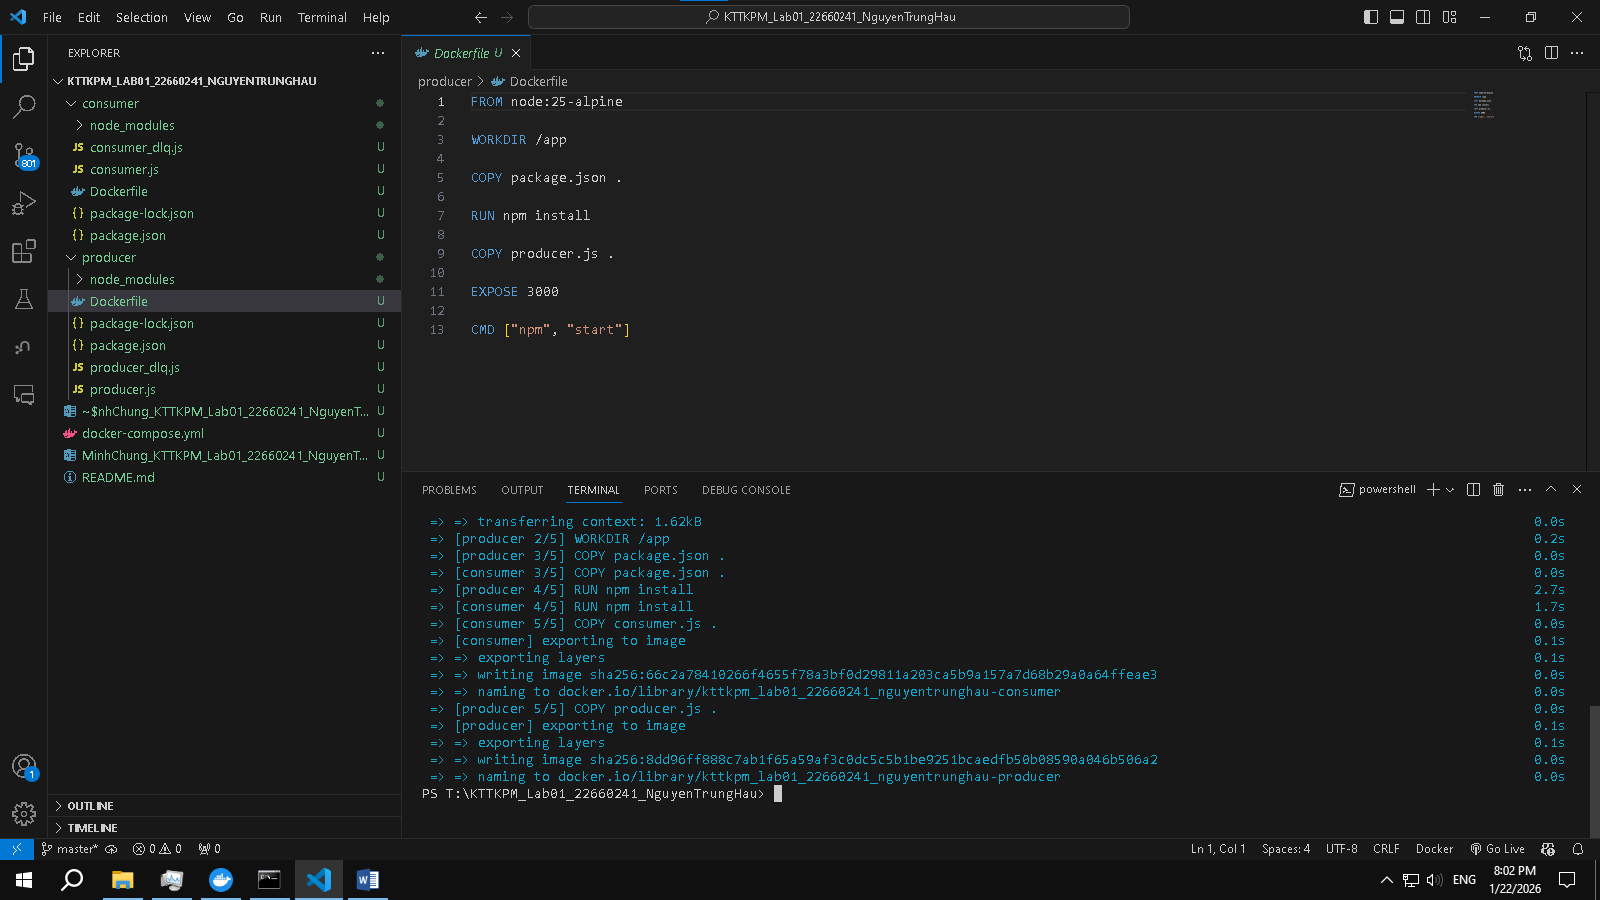 File Edit Selection View Go Run Terminal Help
KTTKPM_Lab01_22660241_NguyenTrungHau
EXPLORER
KTTKPM_LAB01_22660241_NGUYENTRUNGHAU
consumer
node_modules
JS consumer_dlq.js U
JS consumer.js U
Dockerfile U
{} package-lock.json U
{} package.json U
producer
node_modules
Dockerfile U
{} package-lock.json U
{} package.json U
JS producer_dlq.js U
JS producer.js U
~$nhChung_KTTKPM_Lab01_22660241_NguyenT... U
docker-compose.yml U
MinhChung_KTTKPM_Lab01_22660241_NguyenT... U
README.md U
OUTLINE
TIMELINE
801
1
Dockerfile U
producer > Dockerfile
1 FROM node:25-alpine
2
3 WORKDIR /app
4
5 COPY package.json .
6
7 RUN npm install
8
9 COPY producer.js .
10
11 EXPOSE 3000
12
13 CMD ["npm", "start"]
PROBLEMS OUTPUT TERMINAL PORTS DEBUG CONSOLE
powershell
=> => transferring context: 1.62kB 0.0s
=> [producer 2/5] WORKDIR /app 0.2s
=> [producer 3/5] COPY package.json . 0.0s
=> [consumer 3/5] COPY package.json . 0.0s
=> [producer 4/5] RUN npm install 2.7s
=> [consumer 4/5] RUN npm install 1.7s
=> [consumer 5/5] COPY consumer.js . 0.0s
=> [consumer] exporting to image 0.1s
=> => exporting layers 0.1s
=> => writing image sha256:66c2a78410266f4655f78a3bf0d29811a203ca5b9a157a7d68b29a0a64ffeae3 0.0s
=> => naming to docker.io/library/kttkpm_lab01_22660241_nguyentrunghau-consumer 0.0s
=> [producer 5/5] COPY producer.js . 0.0s
=> [producer] exporting to image 0.1s
=> => exporting layers 0.1s
=> => writing image sha256:8dd96ff888c7ab1f65a59af3c0dc5c5b1be9251bcaedfb50b08590a046b506a2 0.0s
=> => naming to docker.io/library/kttkpm_lab01_22660241_nguyentrunghau-producer 0.0s
PS T:\KTTKPM_Lab01_22660241_NguyenTrungHau>
master* 0 0 0
Ln 1, Col 1 Spaces: 4 UTF-8 CRLF Docker Go Live
ENG
8:02 PM
1/22/2026